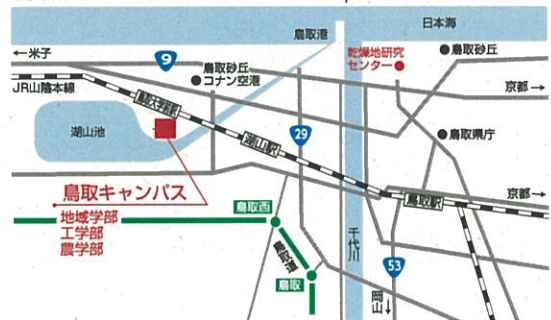 日本海
鳥取港
←米子
9
鳥取砂丘
コナン空港
乾燥地研究
センター
鳥取砂丘
JR山陰本線
京都→
鳥取大学前駅
湖山池
湖山駅
29
鳥取県庁
鳥取キャンパス
京都→
鳥取駅
地域学部
工学部
農学部
鳥取西
鳥取道
千代川
鳥取
53
岡山↓